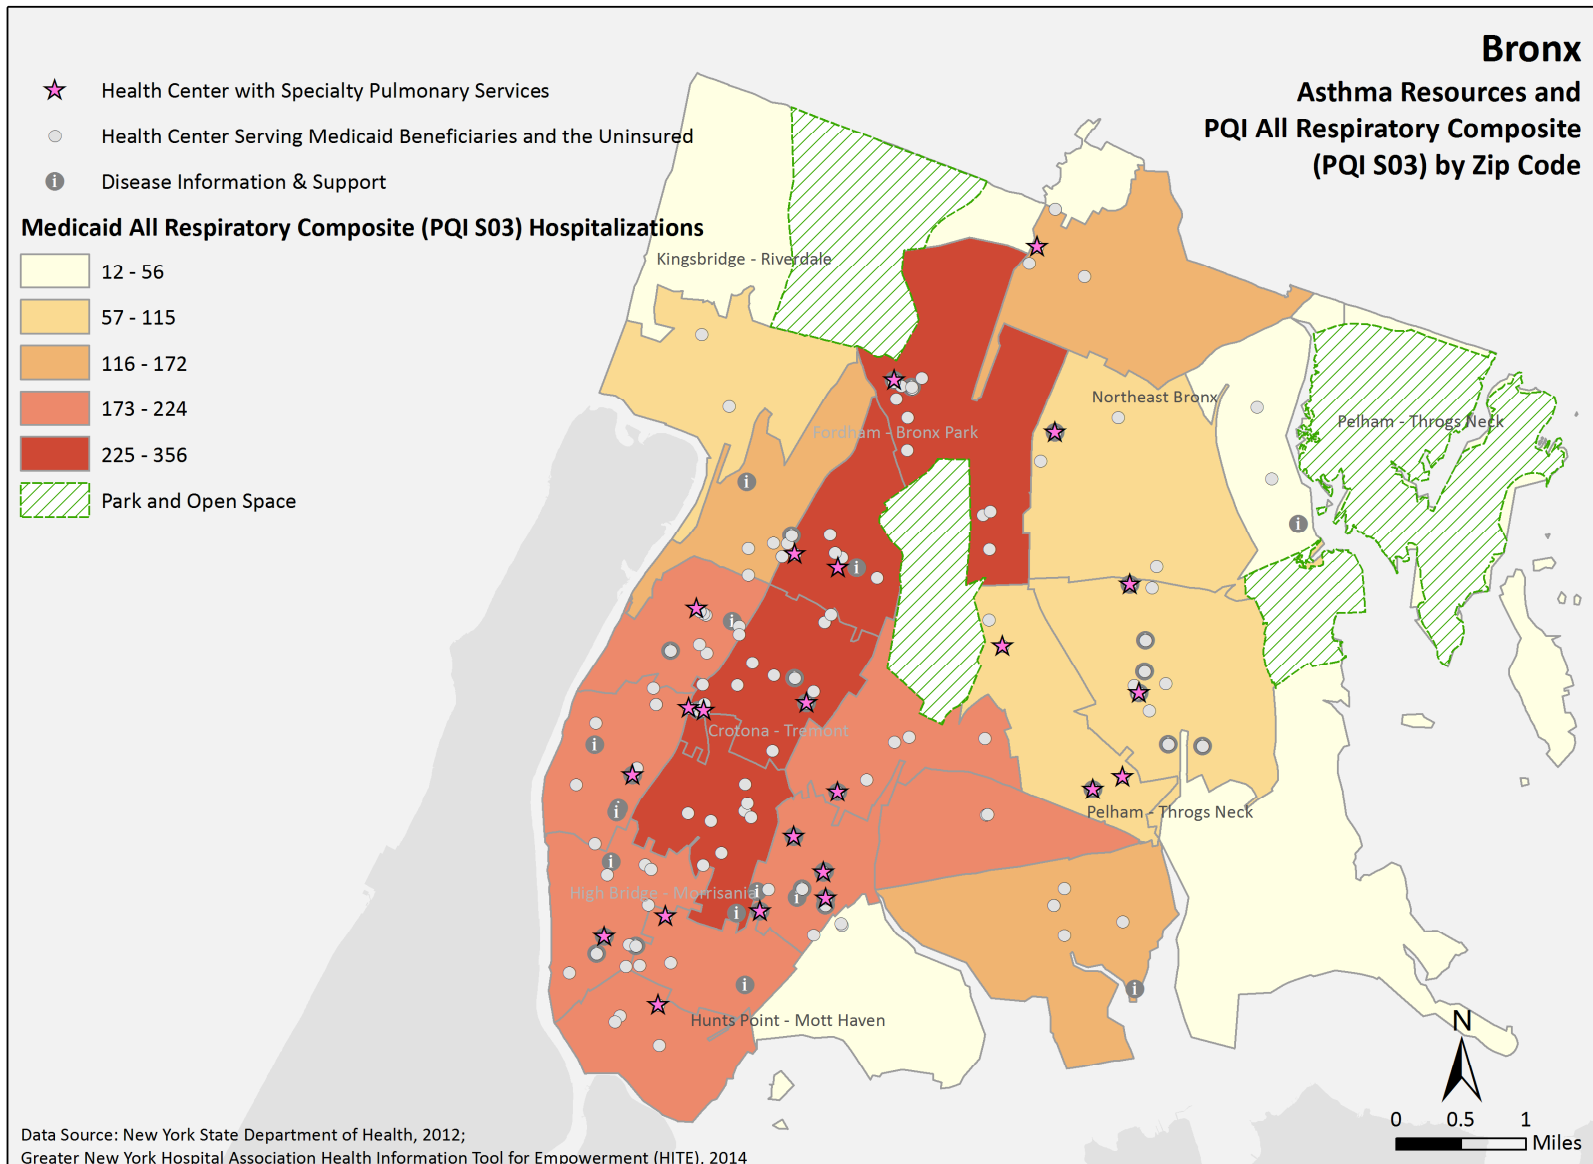 Bronx
Asthma Resources and
PQI All Respiratory Composite
(PQI S03) by Zip Code
Health Center with Specialty Pulmonary Services
Health Center Serving Medicaid Beneficiaries and the Uninsured
Disease Information & Support
Medicaid All Respiratory Composite (PQI S03) Hospitalizations
12 - 56
57 - 115
116 - 172
173 - 224
225 - 356
Park and Open Space
Kingsbridge - Riverdale
Northeast Bronx
Pelham - Throgs Neck
Fordham - Bronx Park
Crotona - Tremont
Pelham - Throgs Neck
High Bridge - Morrisania
Hunts Point - Mott Haven
N
0 0.5 1
Miles
Data Source: New York State Department of Health, 2012;
Greater New York Hospital Association Health Information Tool for Empowerment (HITE), 2014